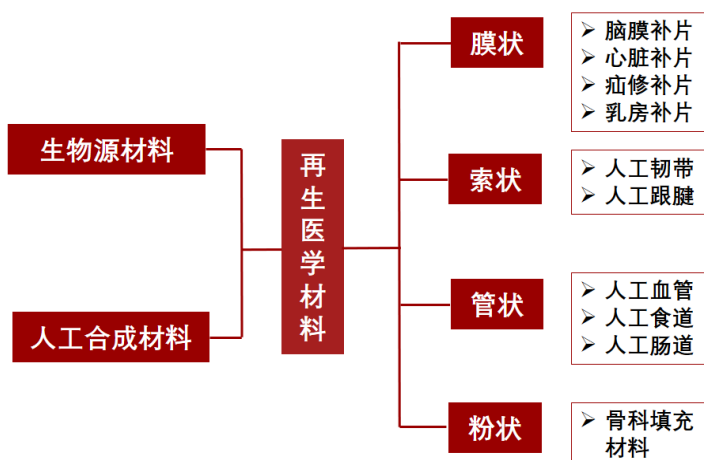 生物源材料
人工合成材料
再生医学材料
膜状
脑膜补片
心脏补片
疝修补片
乳房补片
索状
人工韧带
人工跟腱
管状
人工血管
人工食道
人工肠道
粉状
骨科填充
材料